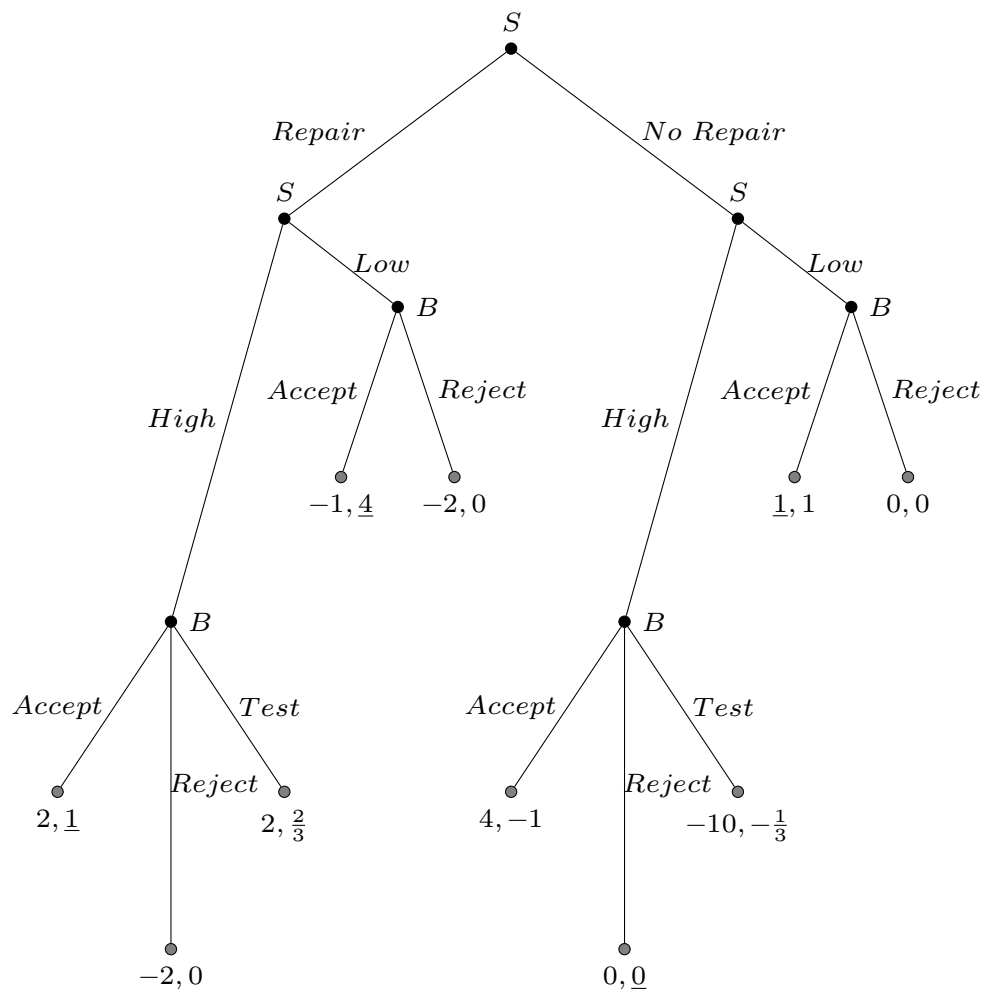 S
Repair No Repair
S S
Low Low
B B
Accept Reject Accept Reject
High High
−1, 4 −2, 0 1, 1 0, 0
B B
Accept Test Accept Test
Reject Reject
2, 1 2, 2/3 4, −1 −10, −1/3
−2, 0 0, 0